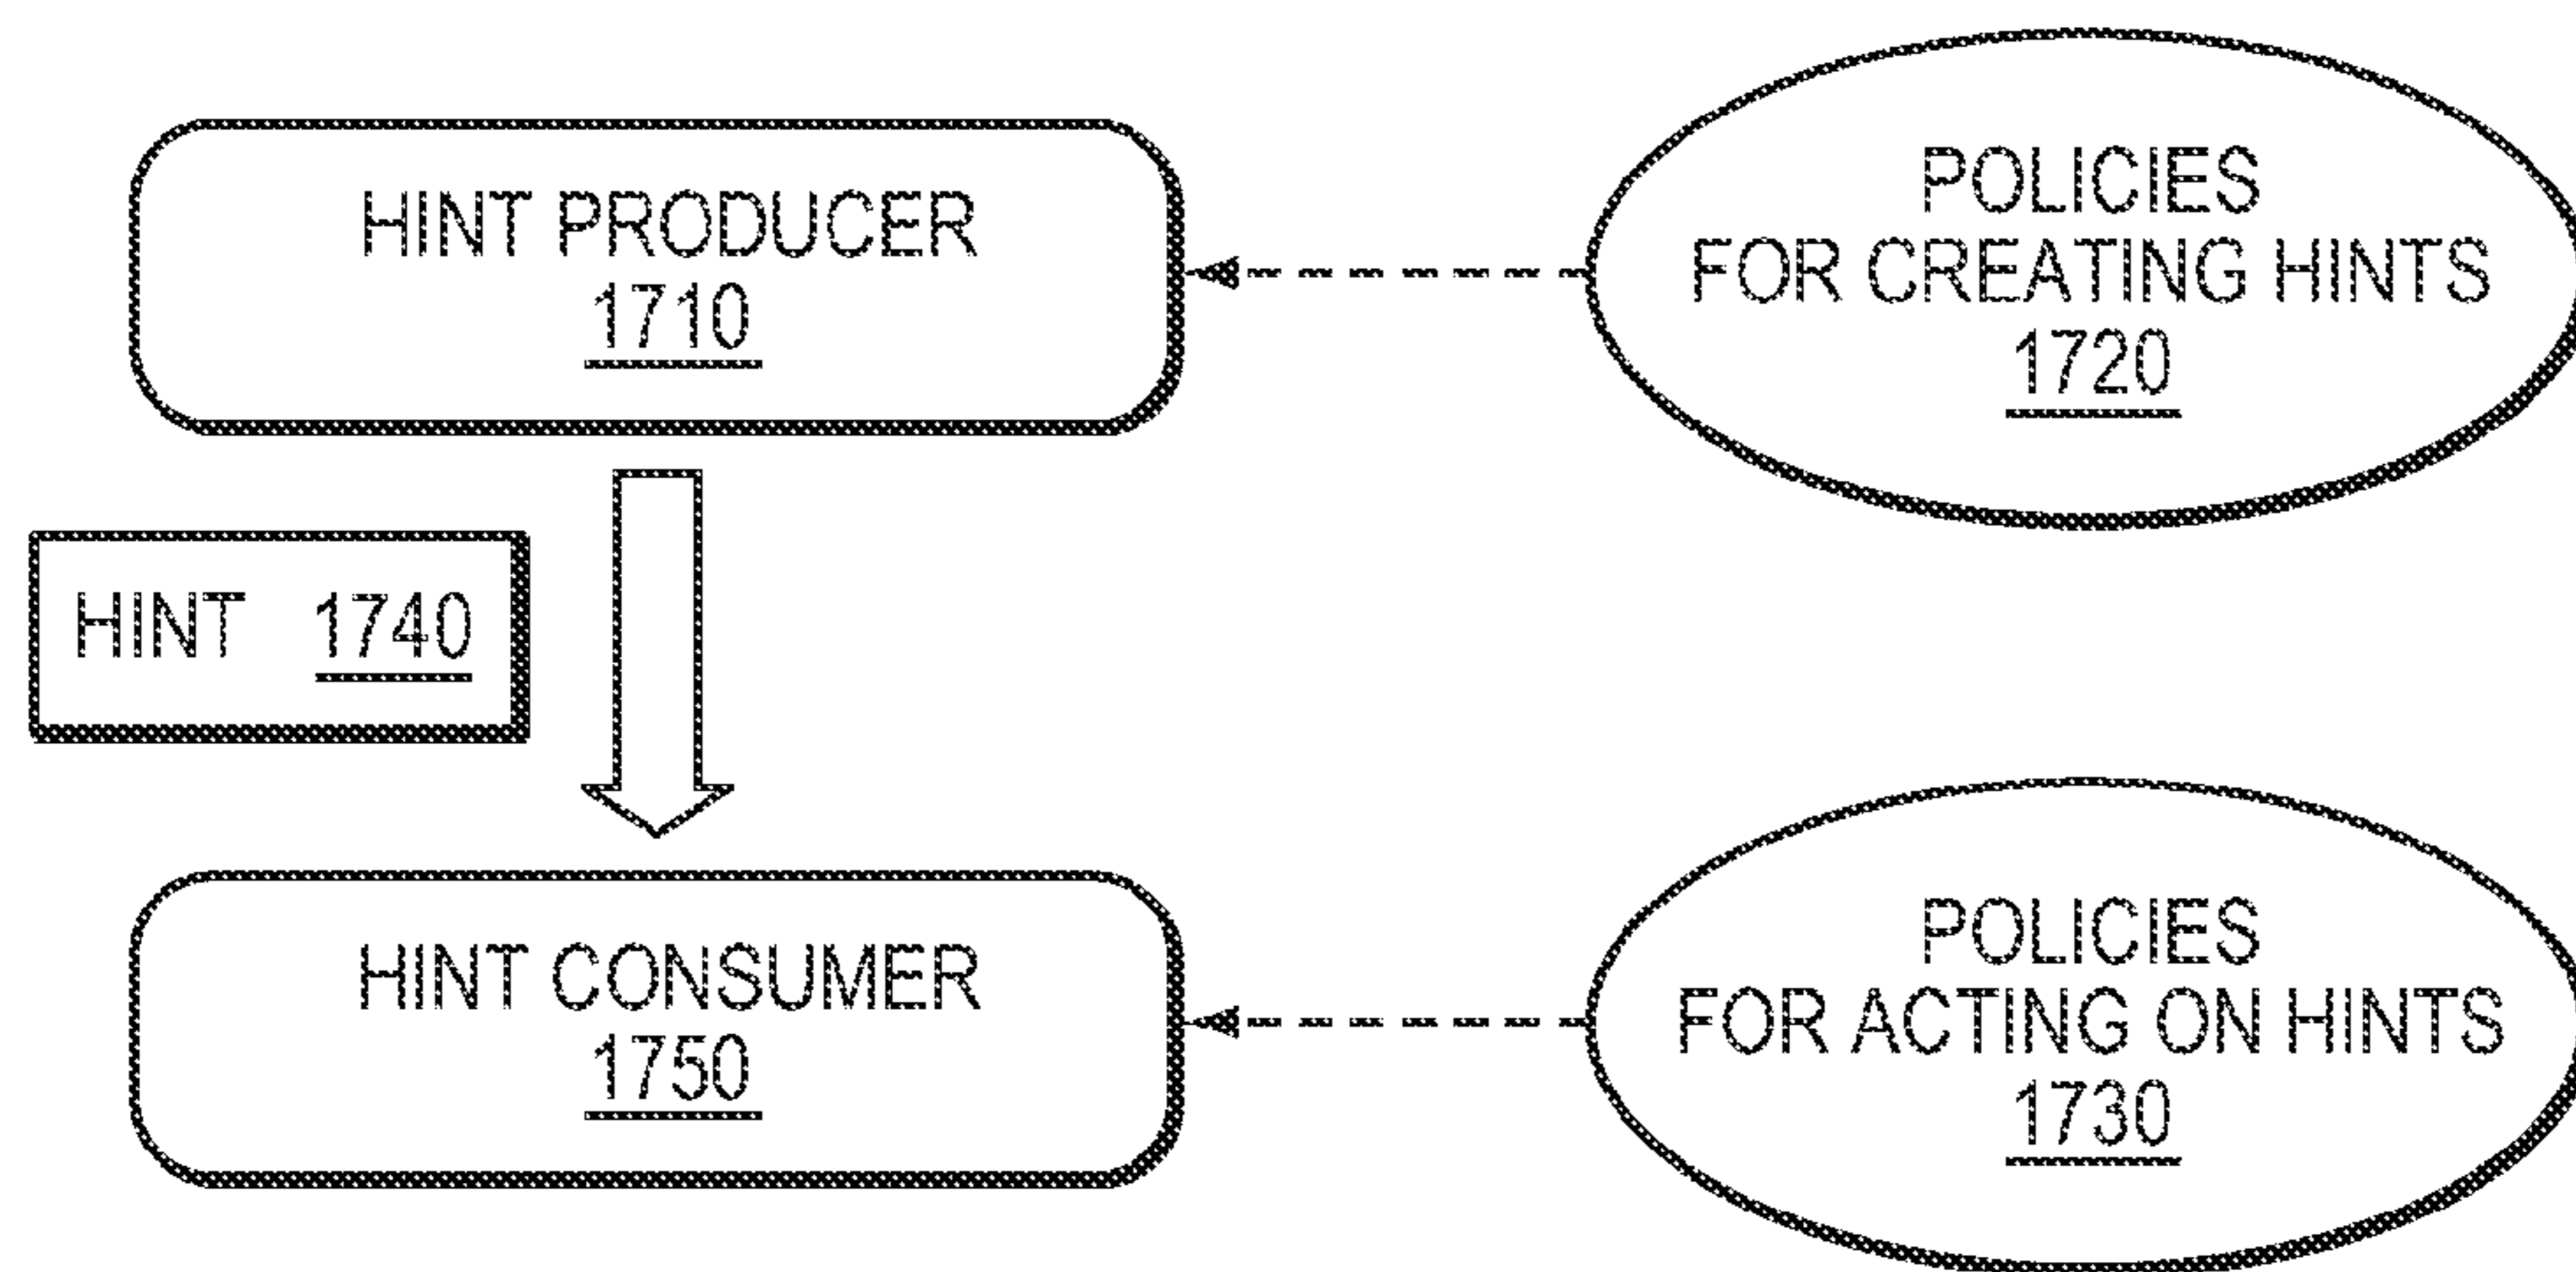 HINT PRODUCER
1710
POLICIES
FOR CREATING HINTS
1720
HINT 1740
HINT CONSUMER
1750
POLICIES
FOR ACTING ON HINTS
1730